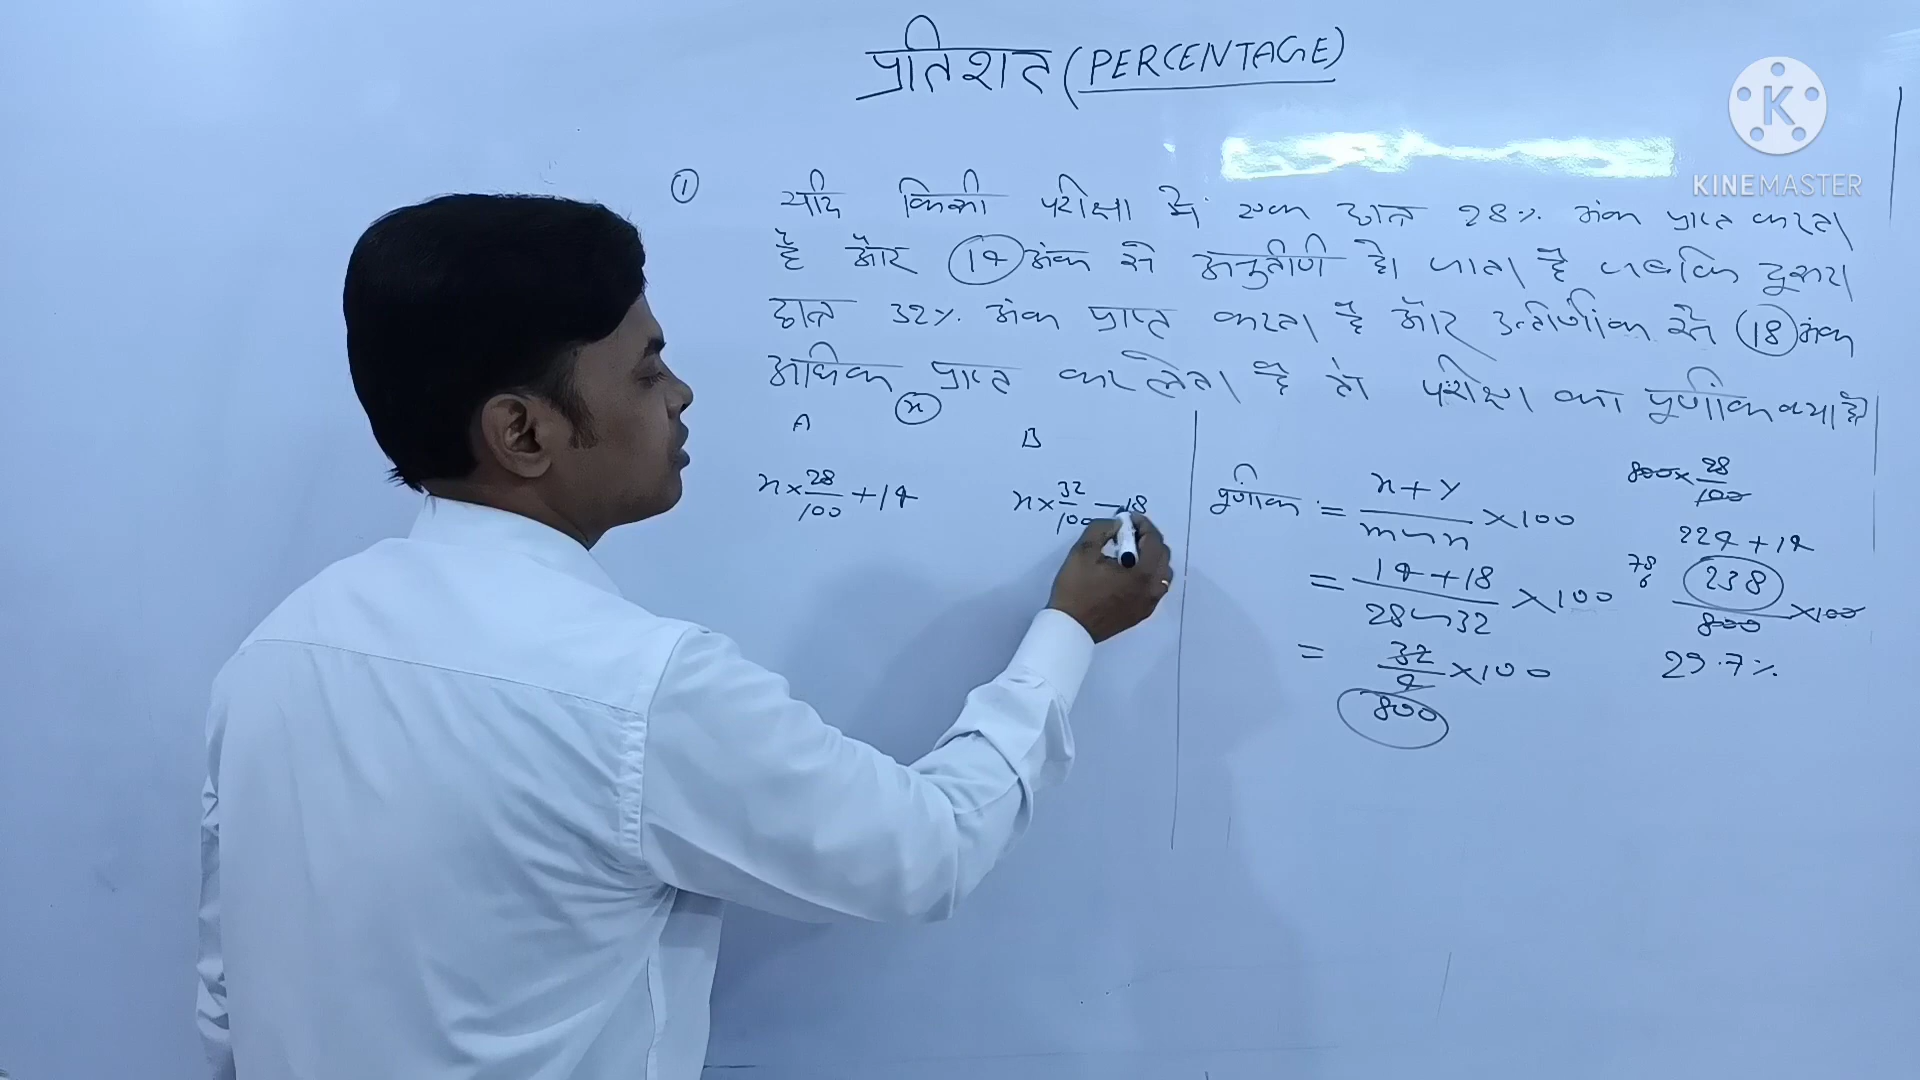 प्रतिशत (PERCENTAGE)
K
KINEMASTER
① यदि किसी परीक्षा में एक छात्र 28% अंक प्राप्त करता
है और 14 अंक से अनुतीर्ण हो जाता है जबकि दूसरा
छात्र 32% अंक प्राप्त करता है और उत्तीर्णांक से 18 अंक
अधिक प्राप्त कर लेता है तो परीक्षा का पूर्णांक क्या है
A x B
x × 28/100 + 14
x × 32/100 - 18
पूर्णांक = x+y/m~n × 100
= 14+18/28~32 × 100
= 32/4 × 100
800
800 × 28/100
224 + 14
238/800 × 100
29.7%